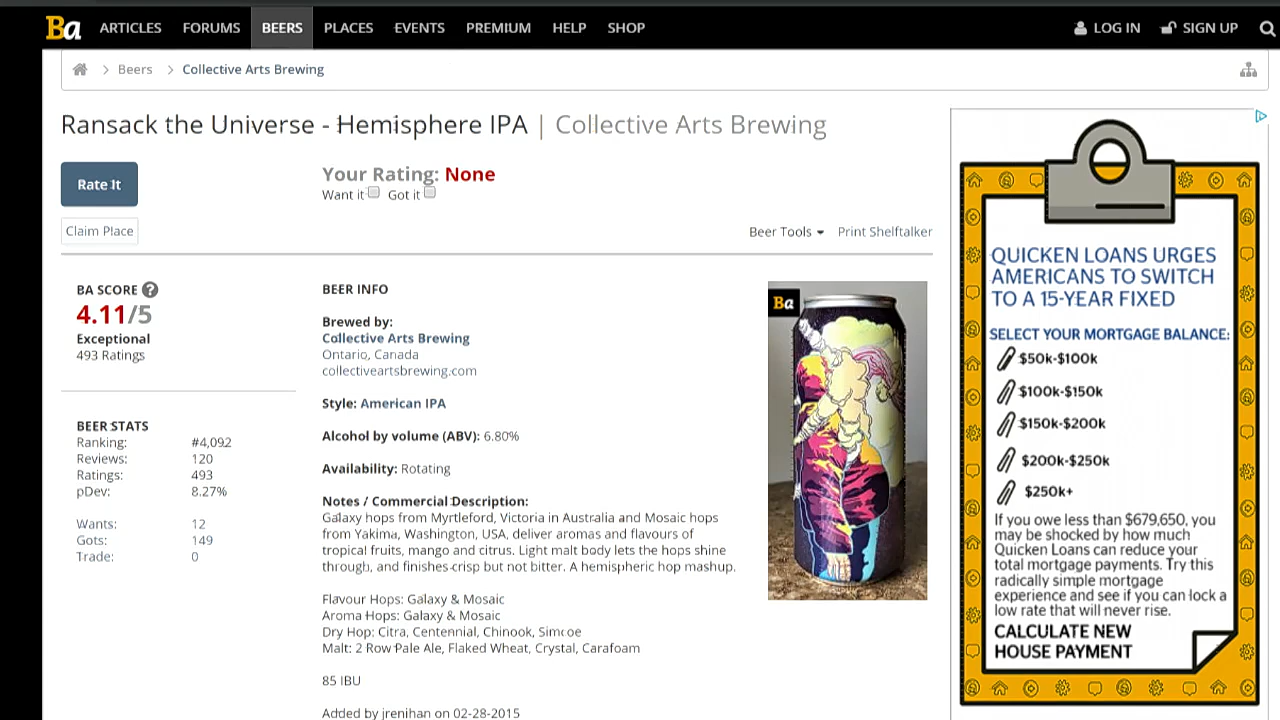 Ba ARTICLES FORUMS BEERS PLACES EVENTS PREMIUM HELP SHOP LOG IN SIGN UP
Beers Collective Arts Brewing
Ransack the Universe - Hemisphere IPA | Collective Arts Brewing
Rate It
Your Rating: None
Want it Got it
Claim Place
Beer Tools Print Shelftalker
BA SCORE ?
4.11/5
Exceptional
493 Ratings
BEER STATS
Ranking: #4,092
Reviews: 120
Ratings: 493
pDev: 8.27%
Wants: 12
Gots: 149
Trade: 0
BEER INFO
Brewed by:
Collective Arts Brewing
Ontario, Canada
collectiveartsbrewing.com
Style: American IPA
Alcohol by volume (ABV): 6.80%
Availability: Rotating
Notes / Commercial Description:
Galaxy hops from Myrtleford, Victoria in Australia and Mosaic hops
from Yakima, Washington, USA, deliver aromas and flavours of
tropical fruits, mango and citrus. Light malt body lets the hops shine
through, and finishes crisp but not bitter. A hemispheric hop mashup.
Flavour Hops: Galaxy & Mosaic
Aroma Hops: Galaxy & Mosaic
Dry Hop: Citra, Centennial, Chinook, Simcoe
Malt: 2 Row Pale Ale, Flaked Wheat, Crystal, Carafoam
85 IBU
Added by jrenihan on 02-28-2015
Ba
QUICKEN LOANS URGES
AMERICANS TO SWITCH
TO A 15-YEAR FIXED
SELECT YOUR MORTGAGE BALANCE:
$50k-$100k
$100k-$150k
$150k-$200k
$200k-$250k
$250k+
If you owe less than $679,650, you
may be shocked by how much
Quicken Loans can reduce your
total mortgage payments. Try this
radically simple mortgage
experience and see if you can lock a
low rate that will never rise.
CALCULATE NEW
HOUSE PAYMENT